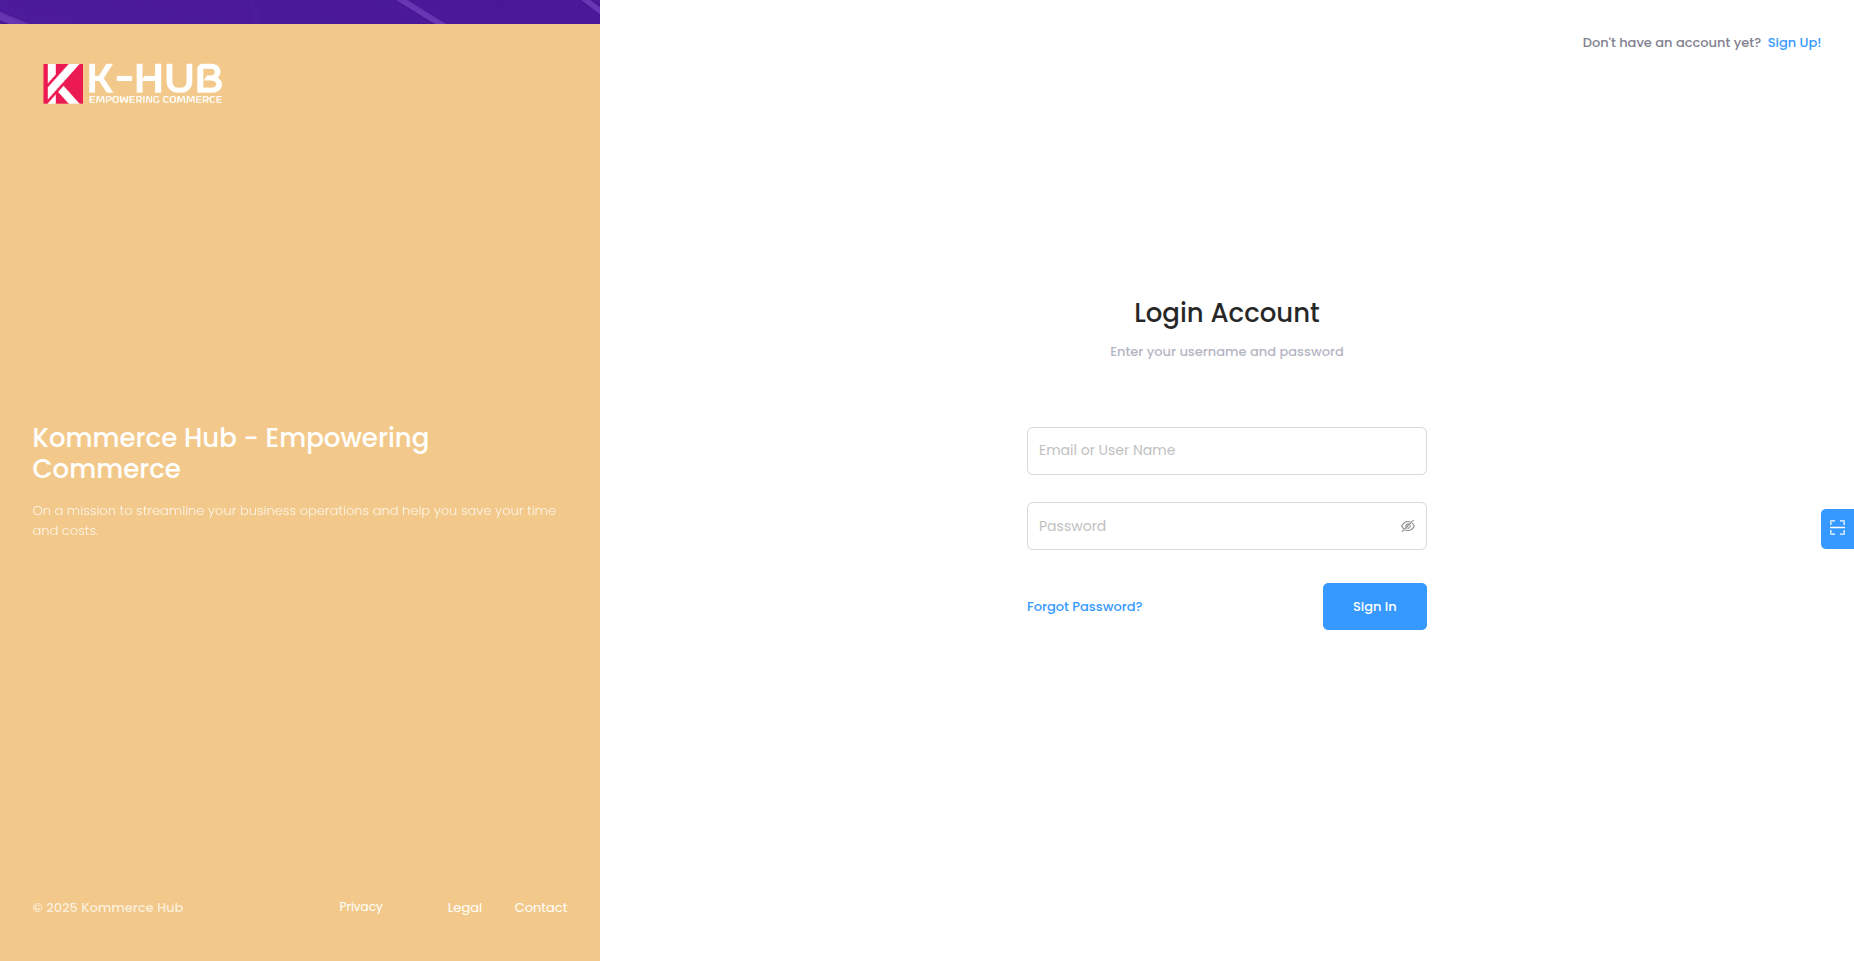 K-HUB
EMPOWERING COMMERCE
Don't have an account yet? Sign Up!
Login Account
Enter your username and password
Email or User Name
Password
Forgot Password?
Sign In
Kommerce Hub - Empowering
Commerce
On a mission to streamline your business operations and help you save your time
and costs.
© 2025 Kommerce Hub
Privacy
Legal
Contact